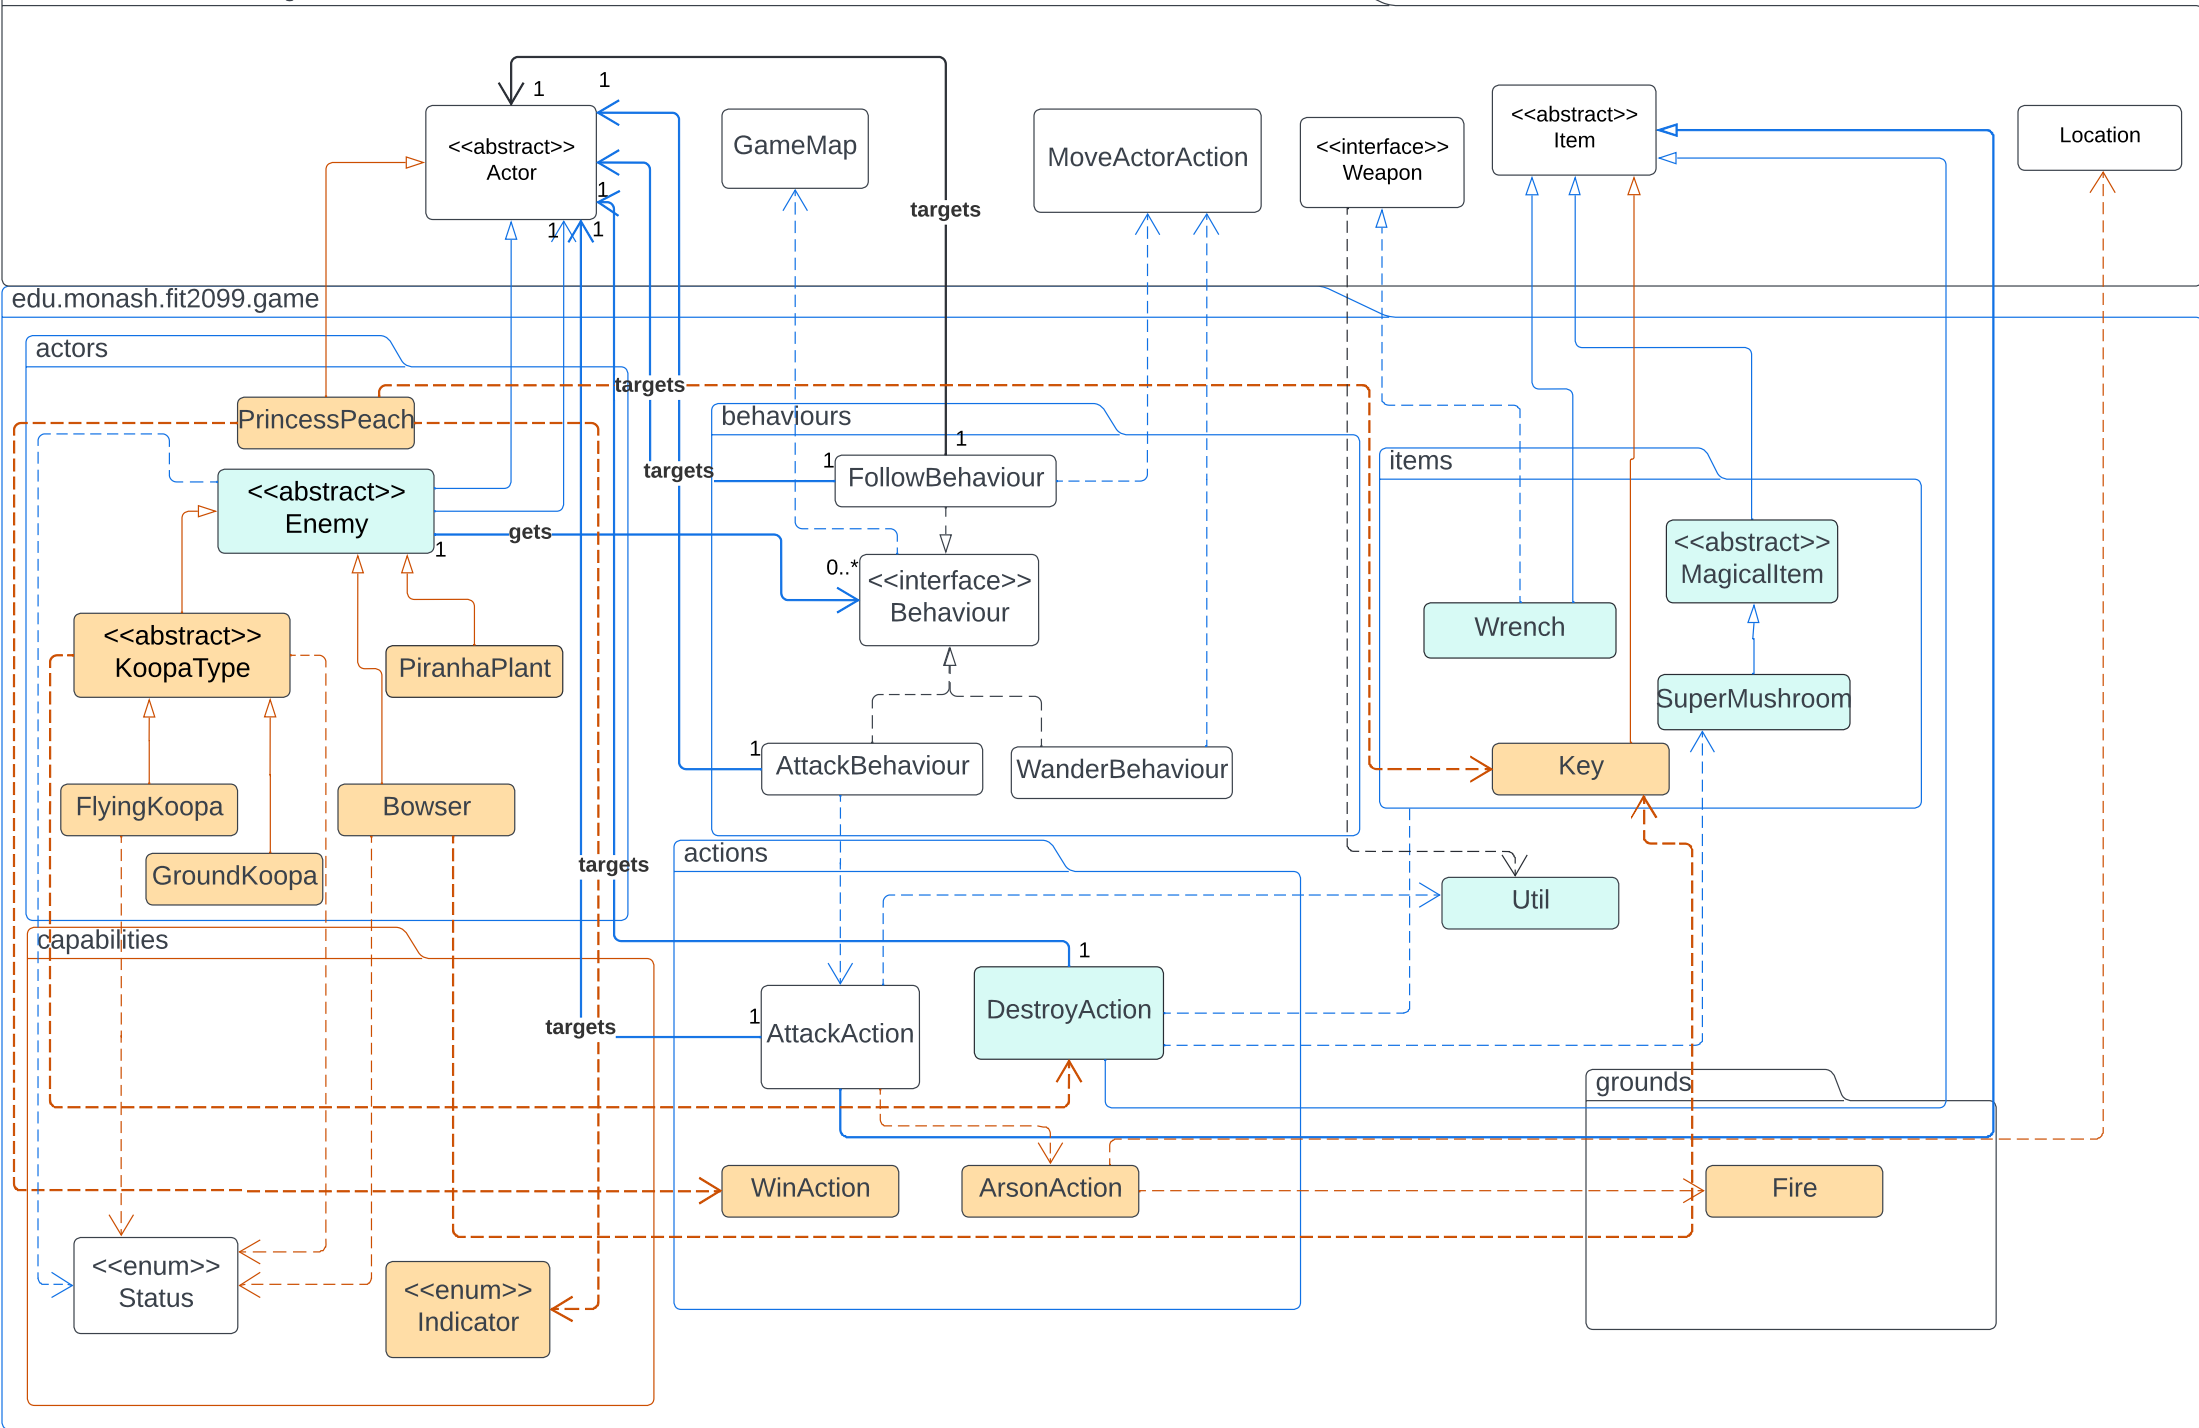 1
1
<<abstract>>
Actor
1
1
1
GameMap
targets
MoveActorAction
<<interface>>
Weapon
<<abstract>>
Item
Location
edu.monash.fit2099.game
actors
targets
PrincessPeach
targets
<<abstract>>
Enemy
1
gets
0..*
behaviours
1
1
FollowBehaviour
<<interface>>
Behaviour
items
<<abstract>>
MagicalItem
Wrench
SuperMushroom
Key
<<abstract>>
KoopaType
PiranhaPlant
1
AttackBehaviour
WanderBehaviour
FlyingKoopa
Bowser
GroundKoopa
targets
actions
Util
capabilities
1
DestroyAction
1
AttackAction
targets
grounds
WinAction
ArsonAction
Fire
<<enum>>
Status
<<enum>>
Indicator